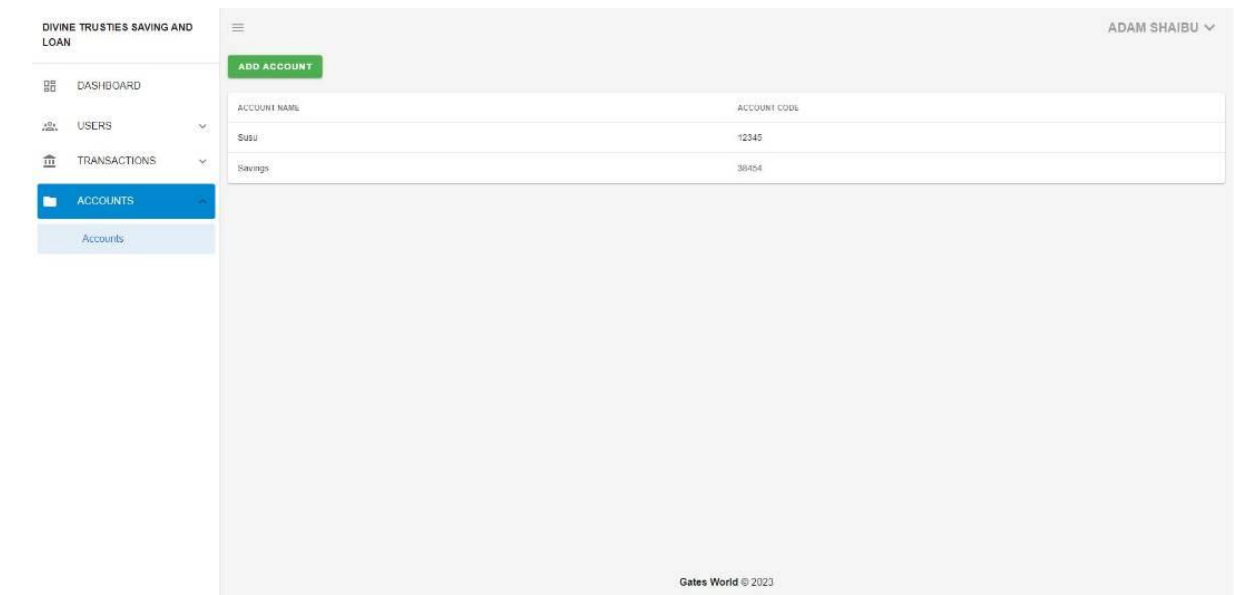 DIVINE TRUSTIES SAVING AND
LOAN
ADAM SHAIBU
ADD ACCOUNT
DASHBOARD
USERS
TRANSACTIONS
ACCOUNTS
Accounts
ACCOUNT NAME ACCOUNT CODE
Susu 12345
Savings 38454
Gates World © 2023